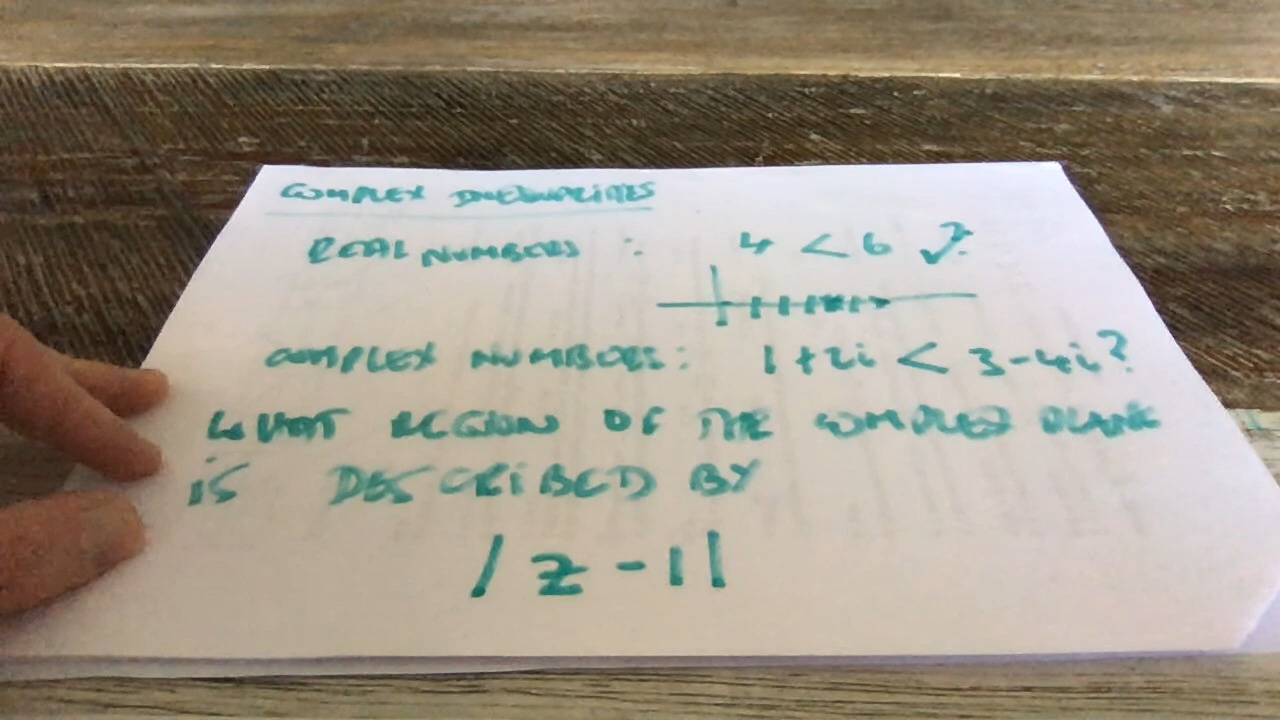 COMPLEX INEQUALITIES
REAL NUMBERS : 4 < 6 ✓?
COMPLEX NUMBERS: 1+2i < 3-4i?
WHAT REGION OF THE COMPLEX PLANE
IS DESCRIBED BY
|z-1|